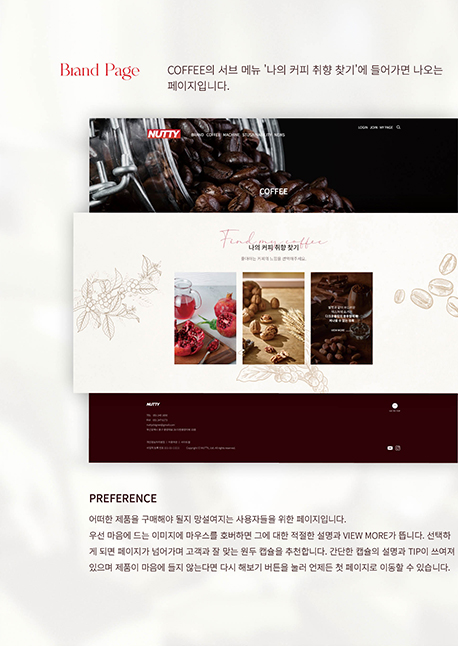 Brand Page
COFFEE의 서브 메뉴 '나의 커피 취향 찾기'에 들어가면 나오는
페이지입니다.
NUTTY
BRAND COFFEE MACHINE NEWS
LOGIN JOIN MY PAGE
COFFEE
Find my coffee
나의 커피 취향 찾기
VIEW MORE
NUTTY
PREFERENCE
어떠한 제품을 구매해야 될지 망설여지는 사용자들을 위한 페이지입니다.
우선 마음에 드는 이미지에 마우스를 호버하면 그에 대한 적절한 설명과 VIEW MORE가 뜹니다. 선택하
게 되면 페이지가 넘어가며 고객과 잘 맞는 원두 캡슐을 추천합니다. 간단한 캡슐의 설명과 TIP이 쓰여져
있으며 제품이 마음에 들지 않는다면 다시 해보기 버튼을 눌러 언제든 첫 페이지로 이동할 수 있습니다.